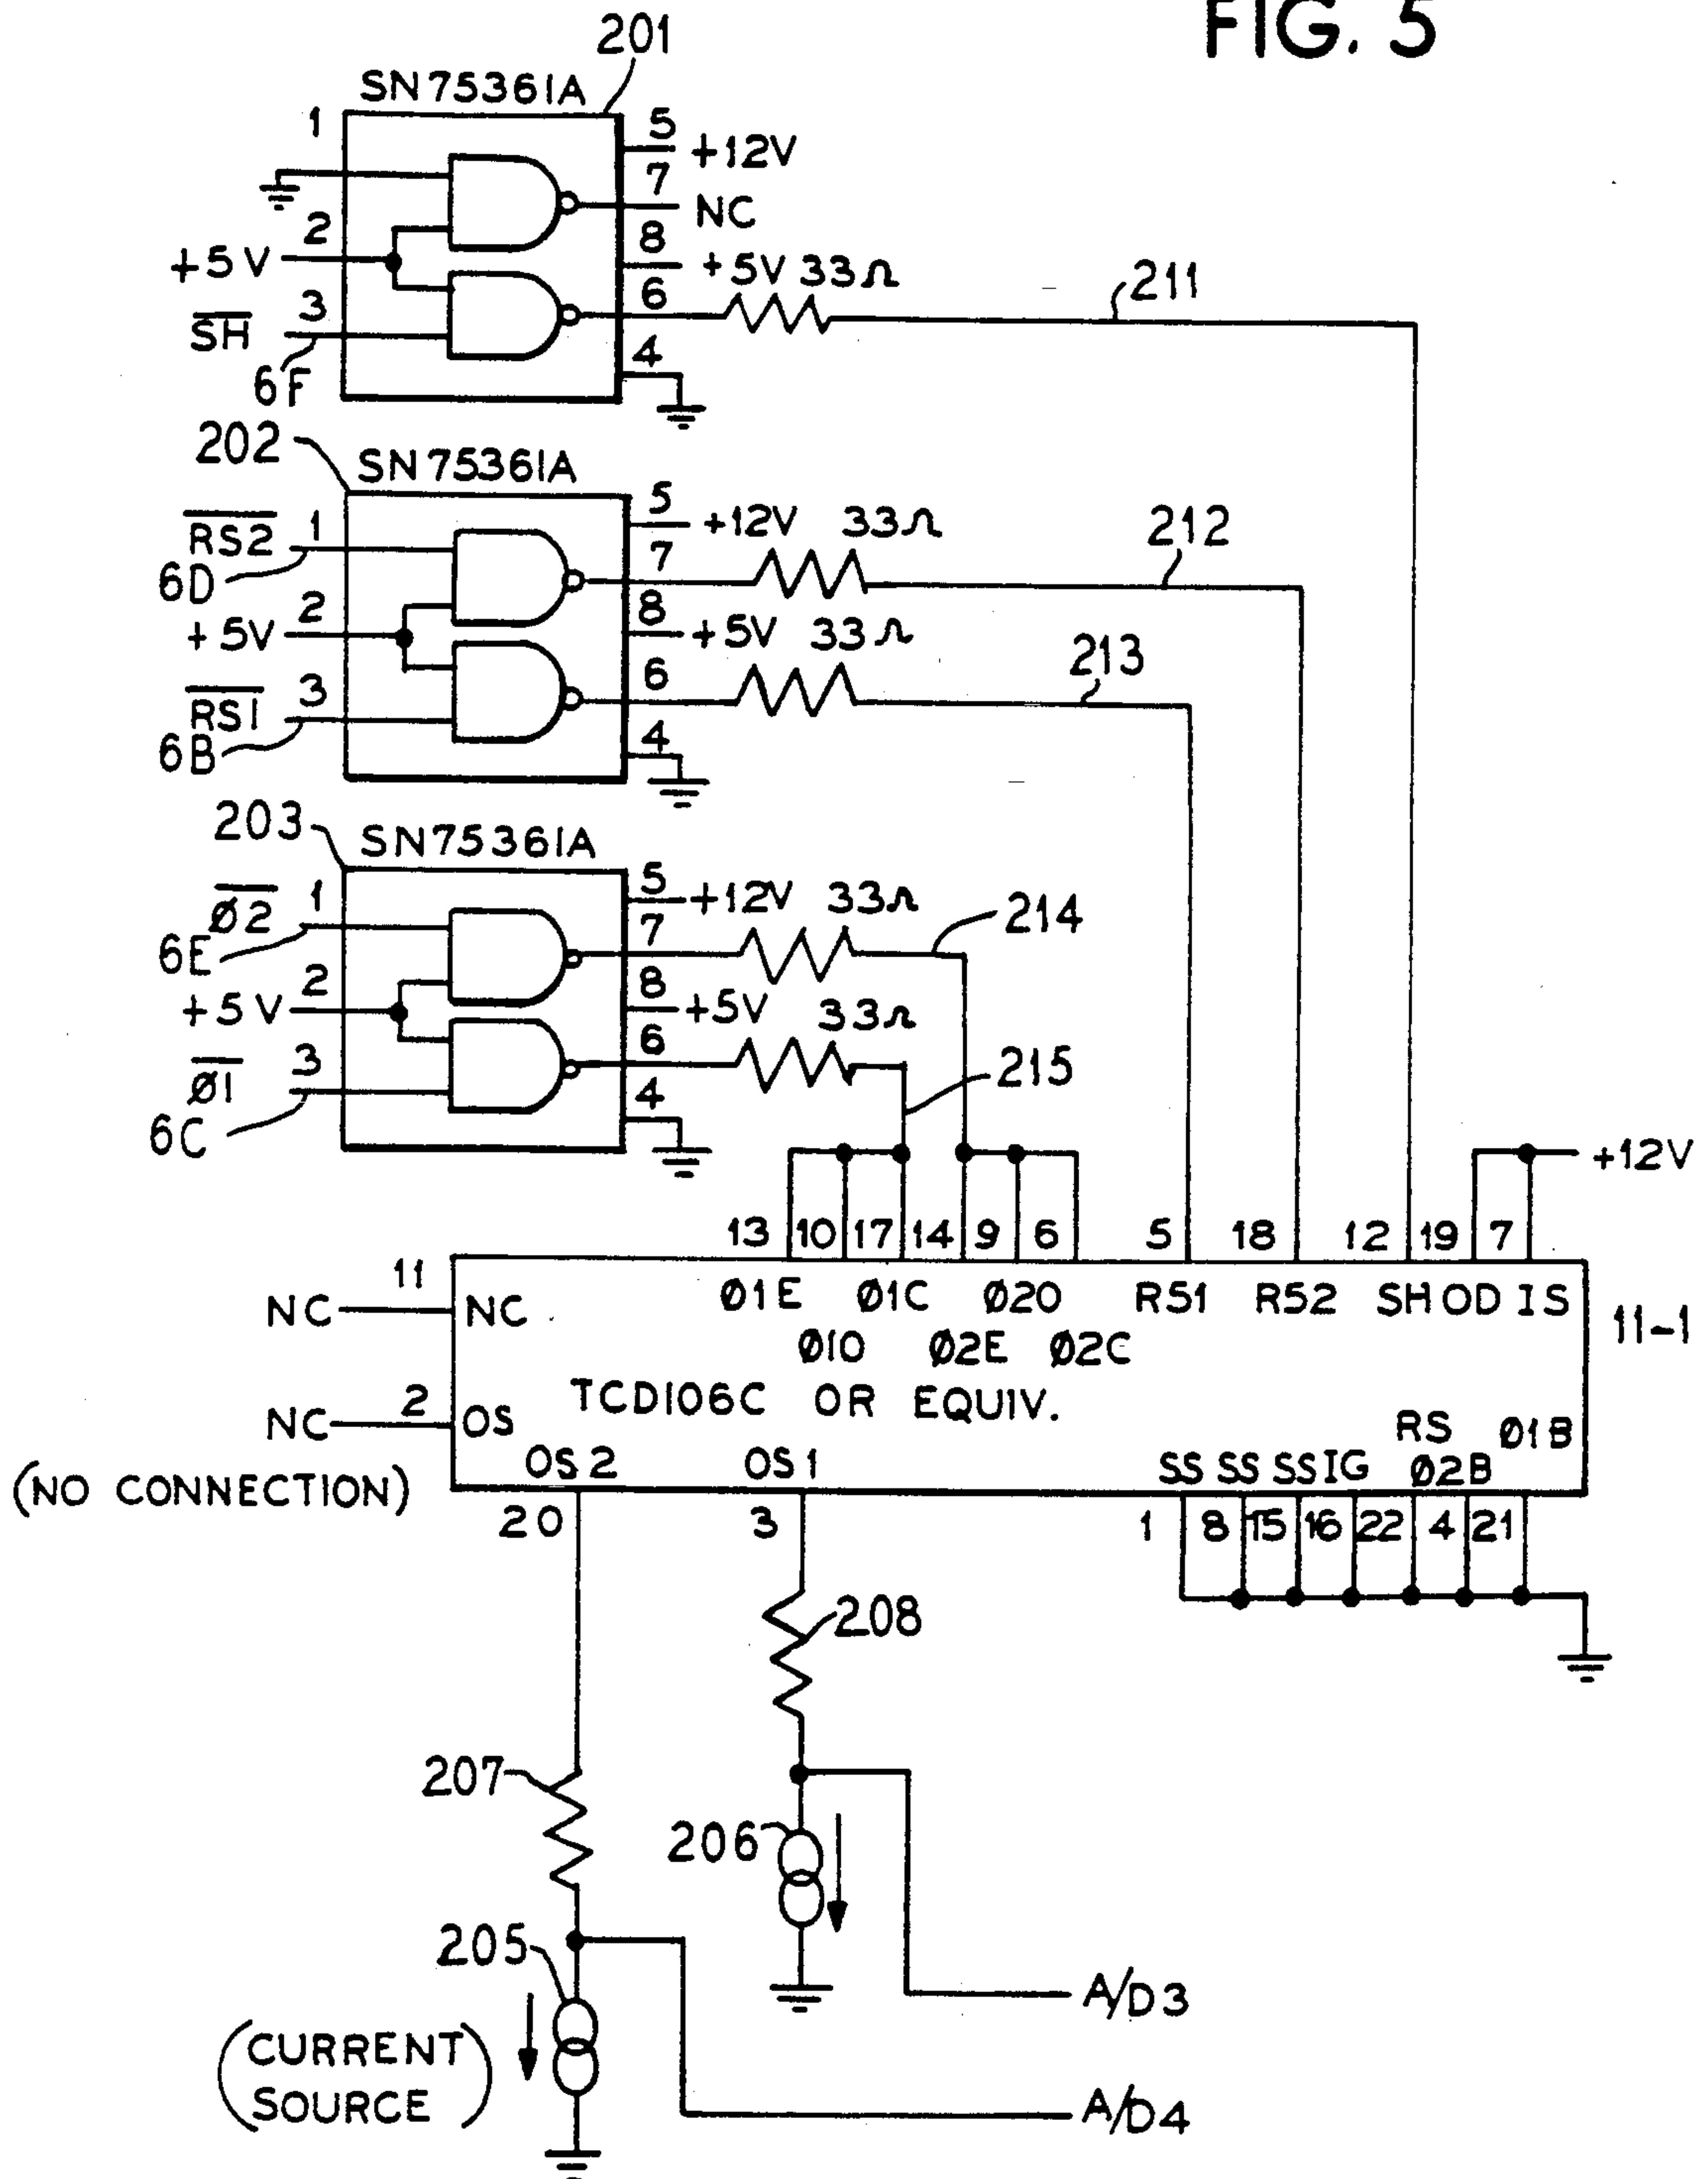 FIG. 5
201
SN75361A
1
5
+12V
7
NC
2
8
+5V
+5V 33Ω
211
3
6
S̅H̅
4
6F
202
SN75361A
5
+12V 33Ω
212
R̅S̅2̅
1
7
6D
2
8
+5V
+5V 33Ω
213
3
6
R̅S̅1̅
6B
4
203
SN75361A
5
+12V 33Ω
214
Ø̅2̅
1
7
6E
2
8
+5V
+5V 33Ω
3
6
215
Ø̅1̅
4
6C
+12V
13 10 17 14 9 6 5 18 12 19 7
11
NC NC
Ø1E Ø1C Ø2O RS1 RS2 SH OD IS
11-1
Ø1O Ø2E Ø2C
TCD106C OR EQUIV.
2
NC OS
RS Ø1B
(NO CONNECTION)
OS2 OS1
SS SS SS IG Ø2B
20 3 1 8 15 16 22 4 21
208
207
206
205
A/D3
(CURRENT SOURCE)
A/D4